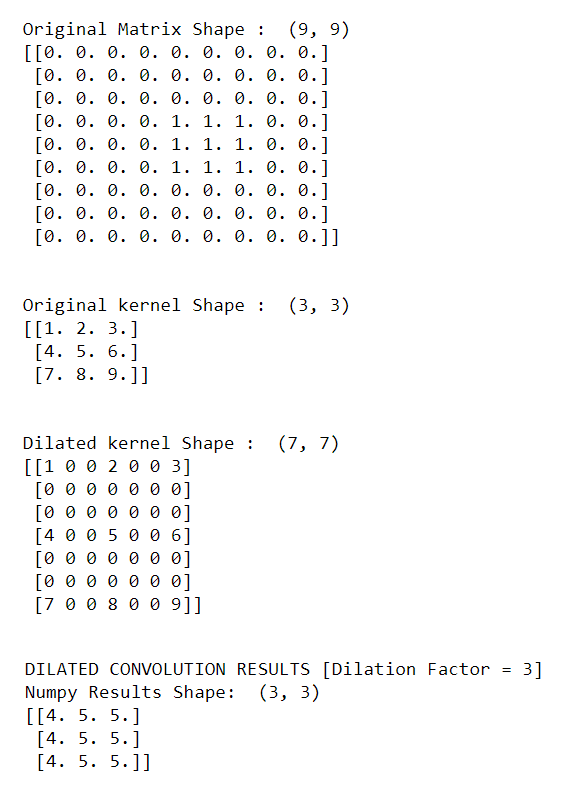 Original Matrix Shape :  (9, 9)
[[0. 0. 0. 0. 0. 0. 0. 0. 0.]
 [0. 0. 0. 0. 0. 0. 0. 0. 0.]
 [0. 0. 0. 0. 0. 0. 0. 0. 0.]
 [0. 0. 0. 0. 1. 1. 1. 0. 0.]
 [0. 0. 0. 0. 1. 1. 1. 0. 0.]
 [0. 0. 0. 0. 1. 1. 1. 0. 0.]
 [0. 0. 0. 0. 0. 0. 0. 0. 0.]
 [0. 0. 0. 0. 0. 0. 0. 0. 0.]
 [0. 0. 0. 0. 0. 0. 0. 0. 0.]]
Original kernel Shape :  (3, 3)
[[1. 2. 3.]
 [4. 5. 6.]
 [7. 8. 9.]]
Dilated kernel Shape :  (7, 7)
[[1 0 0 2 0 0 3]
 [0 0 0 0 0 0 0]
 [0 0 0 0 0 0 0]
 [4 0 0 5 0 0 6]
 [0 0 0 0 0 0 0]
 [0 0 0 0 0 0 0]
 [7 0 0 8 0 0 9]]
DILATED CONVOLUTION RESULTS [Dilation Factor = 3]
Numpy Results Shape:  (3, 3)
[[4. 5. 5.]
 [4. 5. 5.]
 [4. 5. 5.]]